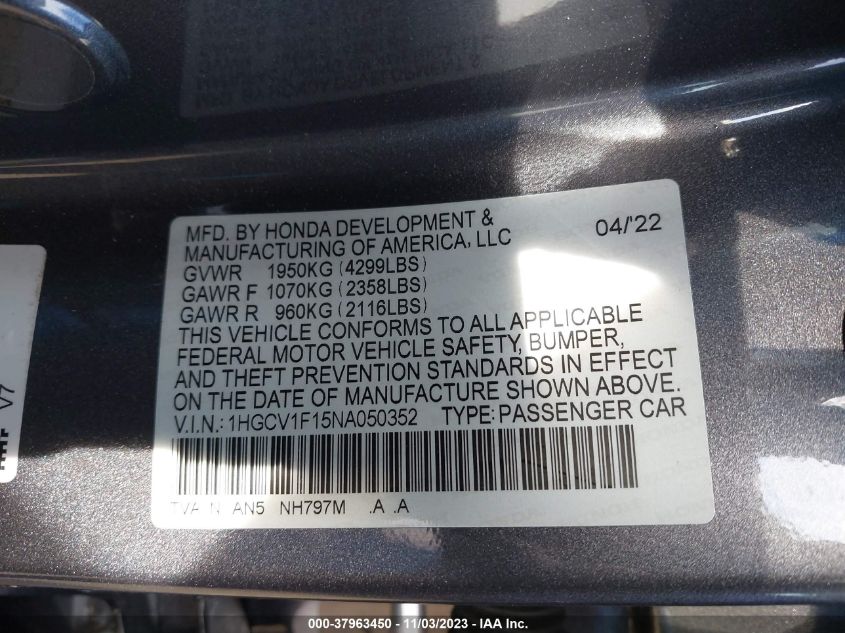 MFD. BY HONDA DEVELOPMENT & 04/'22
MANUFACTURING OF AMERICA, LLC
GVWR 1950KG (4299LBS)
GAWR F 1070KG (2358LBS)
GAWR R 960KG (2116LBS)
THIS VEHICLE CONFORMS TO ALL APPLICABLE
FEDERAL MOTOR VEHICLE SAFETY, BUMPER,
AND THEFT PREVENTION STANDARDS IN EFFECT
ON THE DATE OF MANUFACTURE SHOWN ABOVE.
V.I.N.: 1HGCV1F15NA050352 TYPE: PASSENGER CAR
TVA N AN5 NH797M .A .A
V7
000-37963450 - 11/03/2023 - IAA Inc.